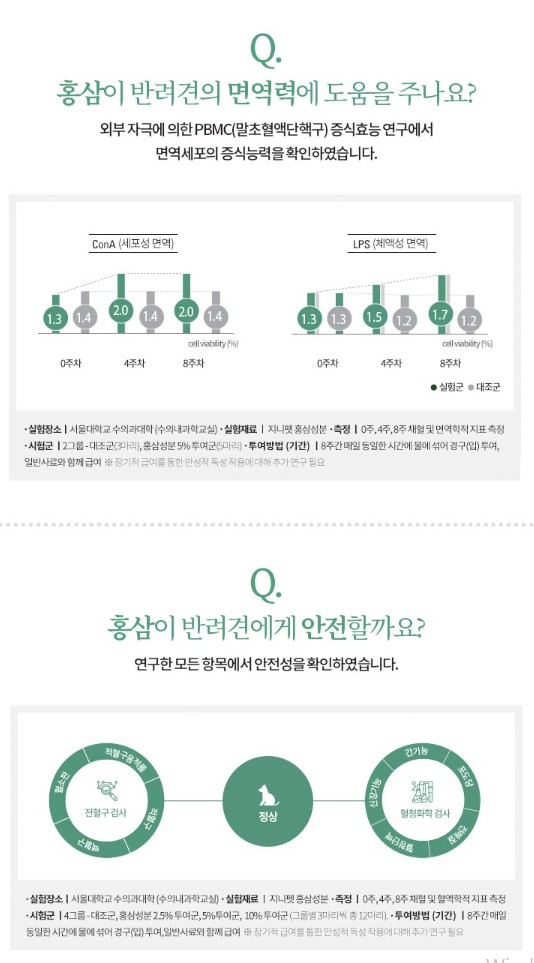 Q.
홍삼이 반려견의 면역력에 도움을 주나요?
외부 자극에 의한 PBMC(말초혈액단핵구) 증식효능 연구에서
면역세포의 증식능력을 확인하였습니다.
ConA (세포성 면역)
LPS (체액성 면역)
1.3 1.4 2.0 1.4 2.0 1.4
1.3 1.3 1.5 1.2 1.7 1.2
cell viability (%)
cell viability (%)
0주차 4주차 8주차
0주차 4주차 8주차
● 실험군 ● 대조군
· 실험장소 | 서울대학교 수의과대학 (수의내과학교실) · 실험재료 | 지니펫 홍삼성분 · 측정 | 0주, 4주, 8주 채혈 및 면역학적 지표 측정
· 시험군 | 2그룹 - 대조군(3마리), 홍삼성분 5% 투여군(5마리) · 투여방법 (기간) | 8주간 매일 동일한 시간에 물에 섞어 경구(입) 투여,
일반사료와 함께 급여 ※ 장기적 급여를 통한 만성적 독성 작용에 대해 추가 연구 필요
Q.
홍삼이 반려견에게 안전할까요?
연구한 모든 항목에서 안전성을 확인하였습니다.
혈소판
적혈구용적률
적혈구
백혈구
전혈구 검사
정상
신장기능
간기능
포도당
전해질
혈청단백
혈청화학 검사
· 실험장소 | 서울대학교 수의과대학 (수의내과학교실) · 실험재료 | 지니펫 홍삼성분 · 측정 | 0주, 4주, 8주 채혈 및 혈액학적 지표 측정
· 시험군 | 4그룹 - 대조군, 홍삼성분 2.5% 투여군, 5%투여군, 10% 투여군 (그룹별 3마리씩 총 12마리). · 투여방법 (기간) | 8주간 매일
동일한 시간에 물에 섞어 경구(입) 투여, 일반사료와 함께 급여 ※ 장기적 급여를 통한 만성적 독성 작용에 대해 추가 연구 필요